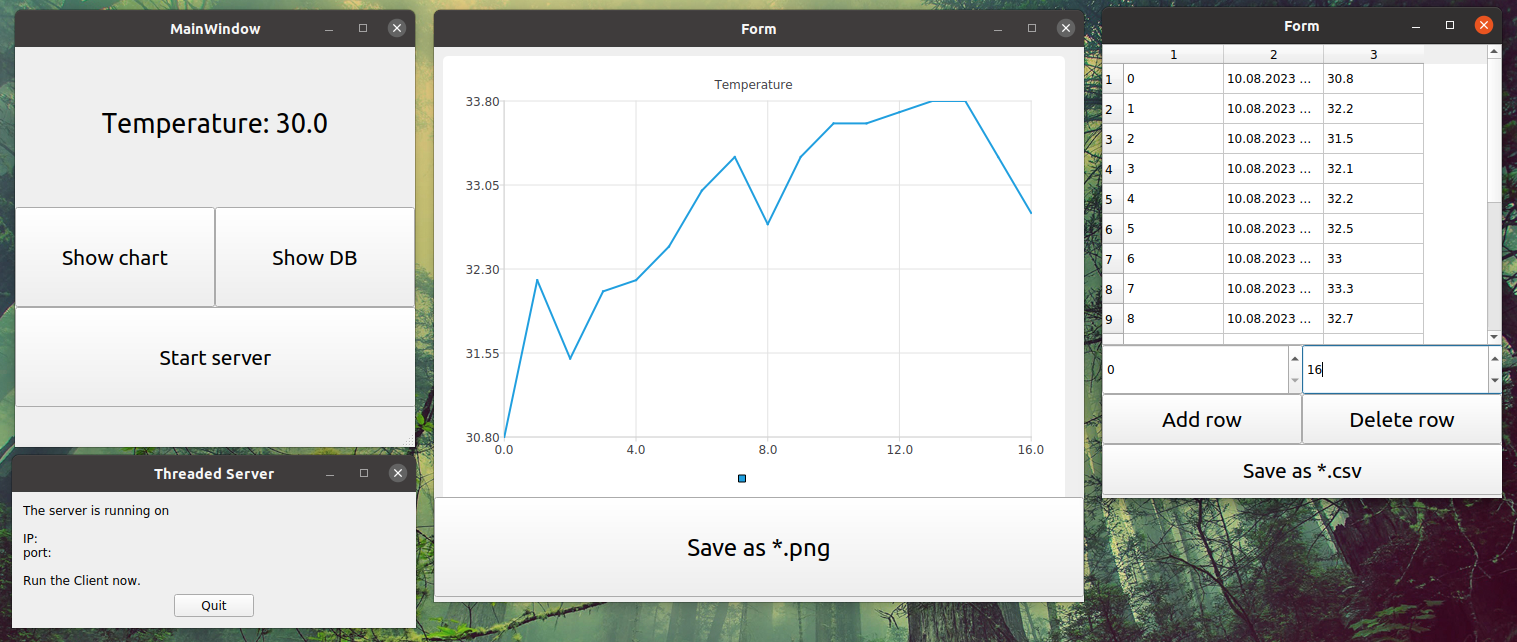 MainWindow
Temperature: 30.0
Show chart
Show DB
Start server
Threaded Server
The server is running on
IP:
port:
Run the Client now.
Quit
Form
Temperature
33.80
33.05
32.30
31.55
30.80
0.0 4.0 8.0 12.0 16.0
Save as *.png
Form
1 2 3
1 0 10.08.2023 ... 30.8
2 1 10.08.2023 ... 32.2
3 2 10.08.2023 ... 31.5
4 3 10.08.2023 ... 32.1
5 4 10.08.2023 ... 32.2
6 5 10.08.2023 ... 32.5
7 6 10.08.2023 ... 33
8 7 10.08.2023 ... 33.3
9 8 10.08.2023 ... 32.7
0 16
Add row Delete row
Save as *.csv